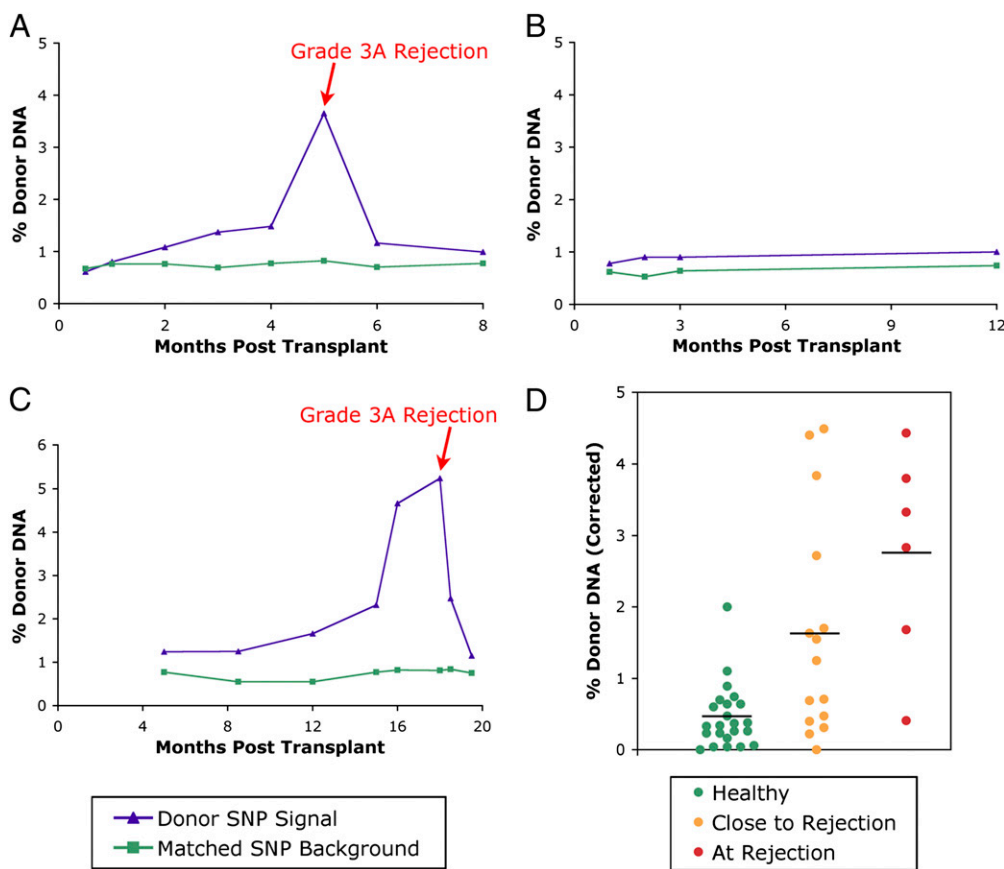 A
Grade 3A Rejection
% Donor DNA
5
4
3
2
1
0
0 2 4 6 8
Months Post Transplant
B
% Donor DNA
5
4
3
2
1
0
0 3 6 9 12
Months Post Transplant
C
Grade 3A Rejection
% Donor DNA
6
5
4
3
2
1
0
0 4 8 12 16 20
Months Post Transplant
D
% Donor DNA (Corrected)
5
4
3
2
1
0
Donor SNP Signal
Matched SNP Background
Healthy
Close to Rejection
At Rejection